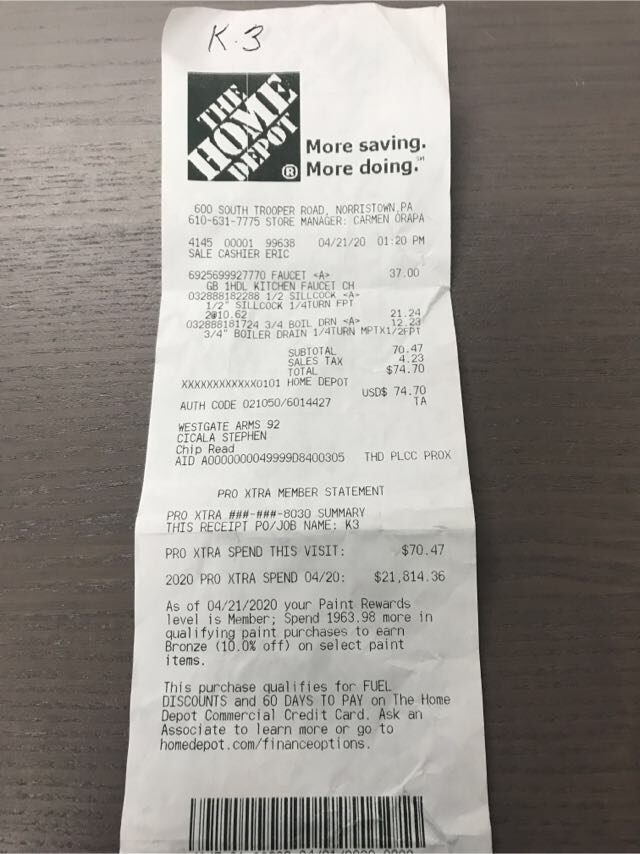 K.3
THE
HOME
DEPOT
®
More saving.
More doing.SM
600 SOUTH TROOPER ROAD, NORRISTOWN,PA
610-631-7775 STORE MANAGER: CARMEN ORAPA
4145 00001 99638 04/21/20 01:20 PM
SALE CASHIER ERIC
6925699927770 FAUCET <A> 37.00
GB 1HDL KITCHEN FAUCET CH
032888182288 1/2 SILLCOCK <A>
1/2" SILLCOCK 1/4TURN FPT
2@10.62 21.24
032888181724 3/4 BOIL DRN <A> 12.23
3/4" BOILER DRAIN 1/4TURN MPTX1/2FPT
SUBTOTAL 70.47
SALES TAX 4.23
TOTAL $74.70
XXXXXXXXXXXX0101 HOME DEPOT
USD$ 74.70
AUTH CODE 021050/6014427 TA
WESTGATE ARMS 92
CICALA STEPHEN
Chip Read
AID A0000000049999D8400305 THD PLCC PROX
PRO XTRA MEMBER STATEMENT
PRO XTRA ###-###-8030 SUMMARY
THIS RECEIPT PO/JOB NAME: K3
PRO XTRA SPEND THIS VISIT: $70.47
2020 PRO XTRA SPEND 04/20: $21,814.36
As of 04/21/2020 your Paint Rewards
level is Member; Spend 1963.98 more in
qualifying paint purchases to earn
Bronze (10.0% off) on select paint
items.
This purchase qualifies for FUEL
DISCOUNTS and 60 DAYS TO PAY on The Home
Depot Commercial Credit Card. Ask an
Associate to learn more or go to
homedepot.com/financeoptions.